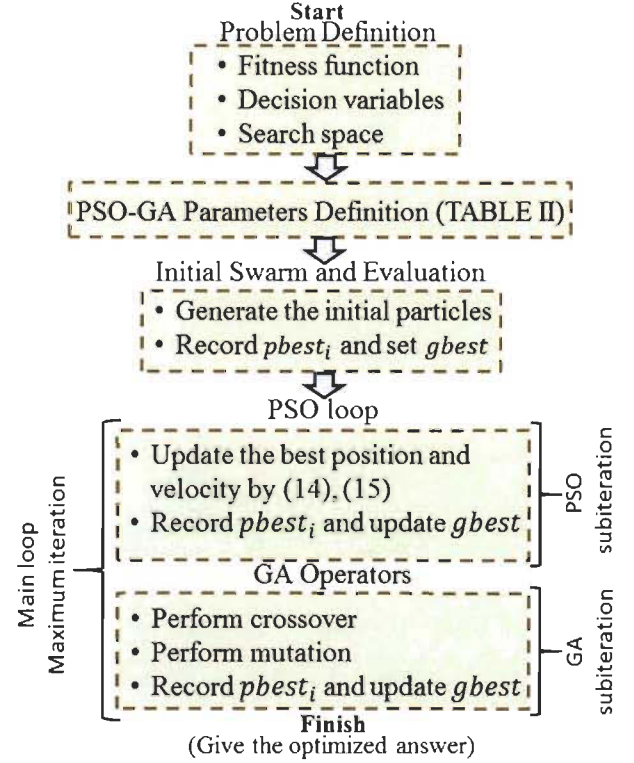 Start
Problem Definition
• Fitness function
• Decision variables
• Search space
PSO-GA Parameters Definition (TABLE II)
Initial Swarm and Evaluation
• Generate the initial particles
• Record pbestᵢ and set gbest
PSO loop
• Update the best position and
velocity by (14), (15)
• Record pbestᵢ and update gbest
PSO
subiteration
Main loop
Maximum iteration
GA Operators
• Perform crossover
• Perform mutation
• Record pbestᵢ and update gbest
GA
subiteration
Finish
(Give the optimized answer)